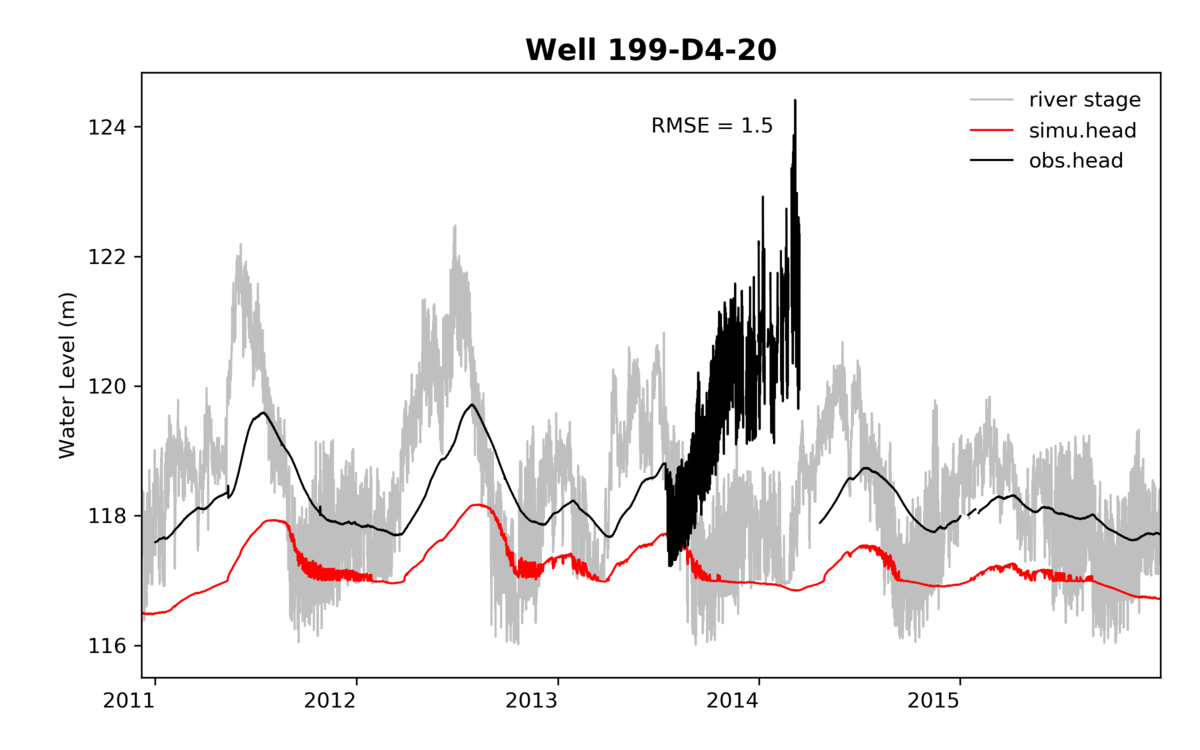 Well 199-D4-20
RMSE = 1.5
river stage
simu.head
obs.head
Water Level (m)
124
122
120
118
116
2011
2012
2013
2014
2015